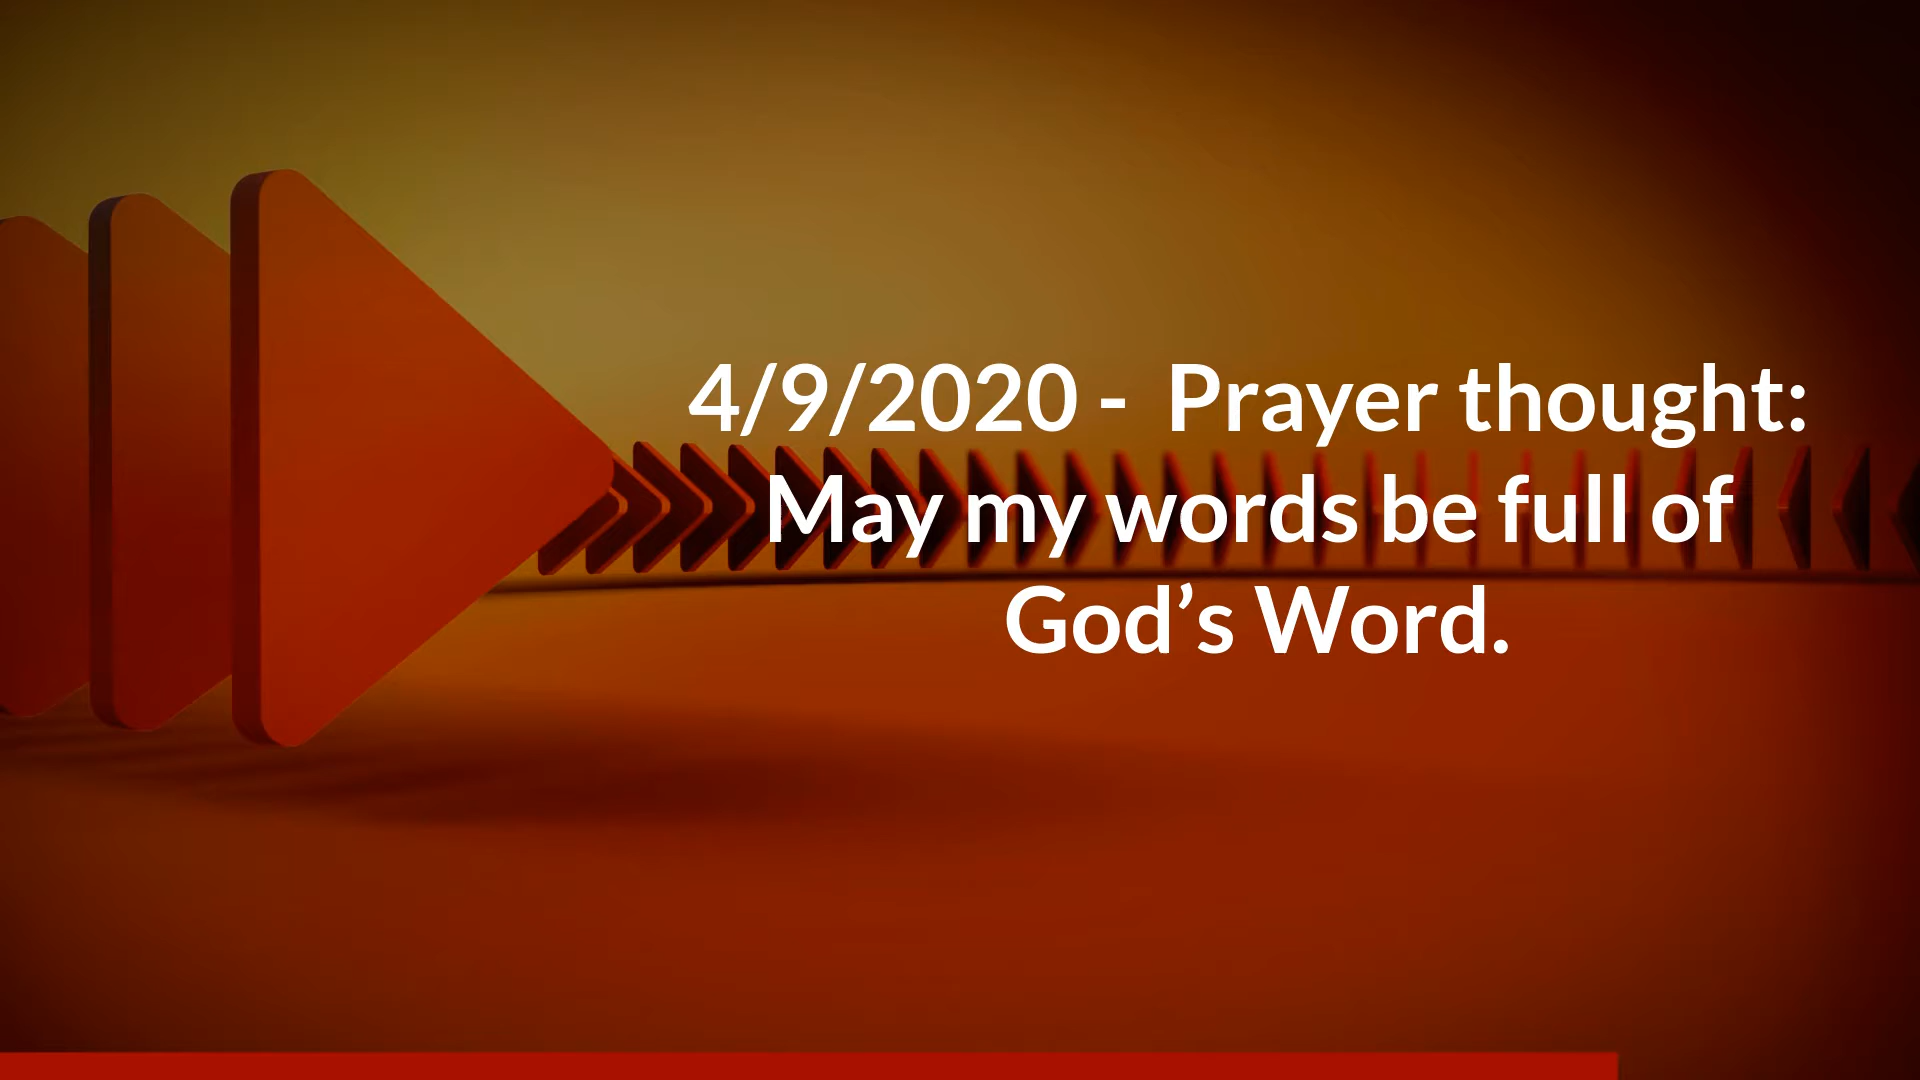 4/9/2020 -  Prayer thought:
May my words be full of
God’s Word.